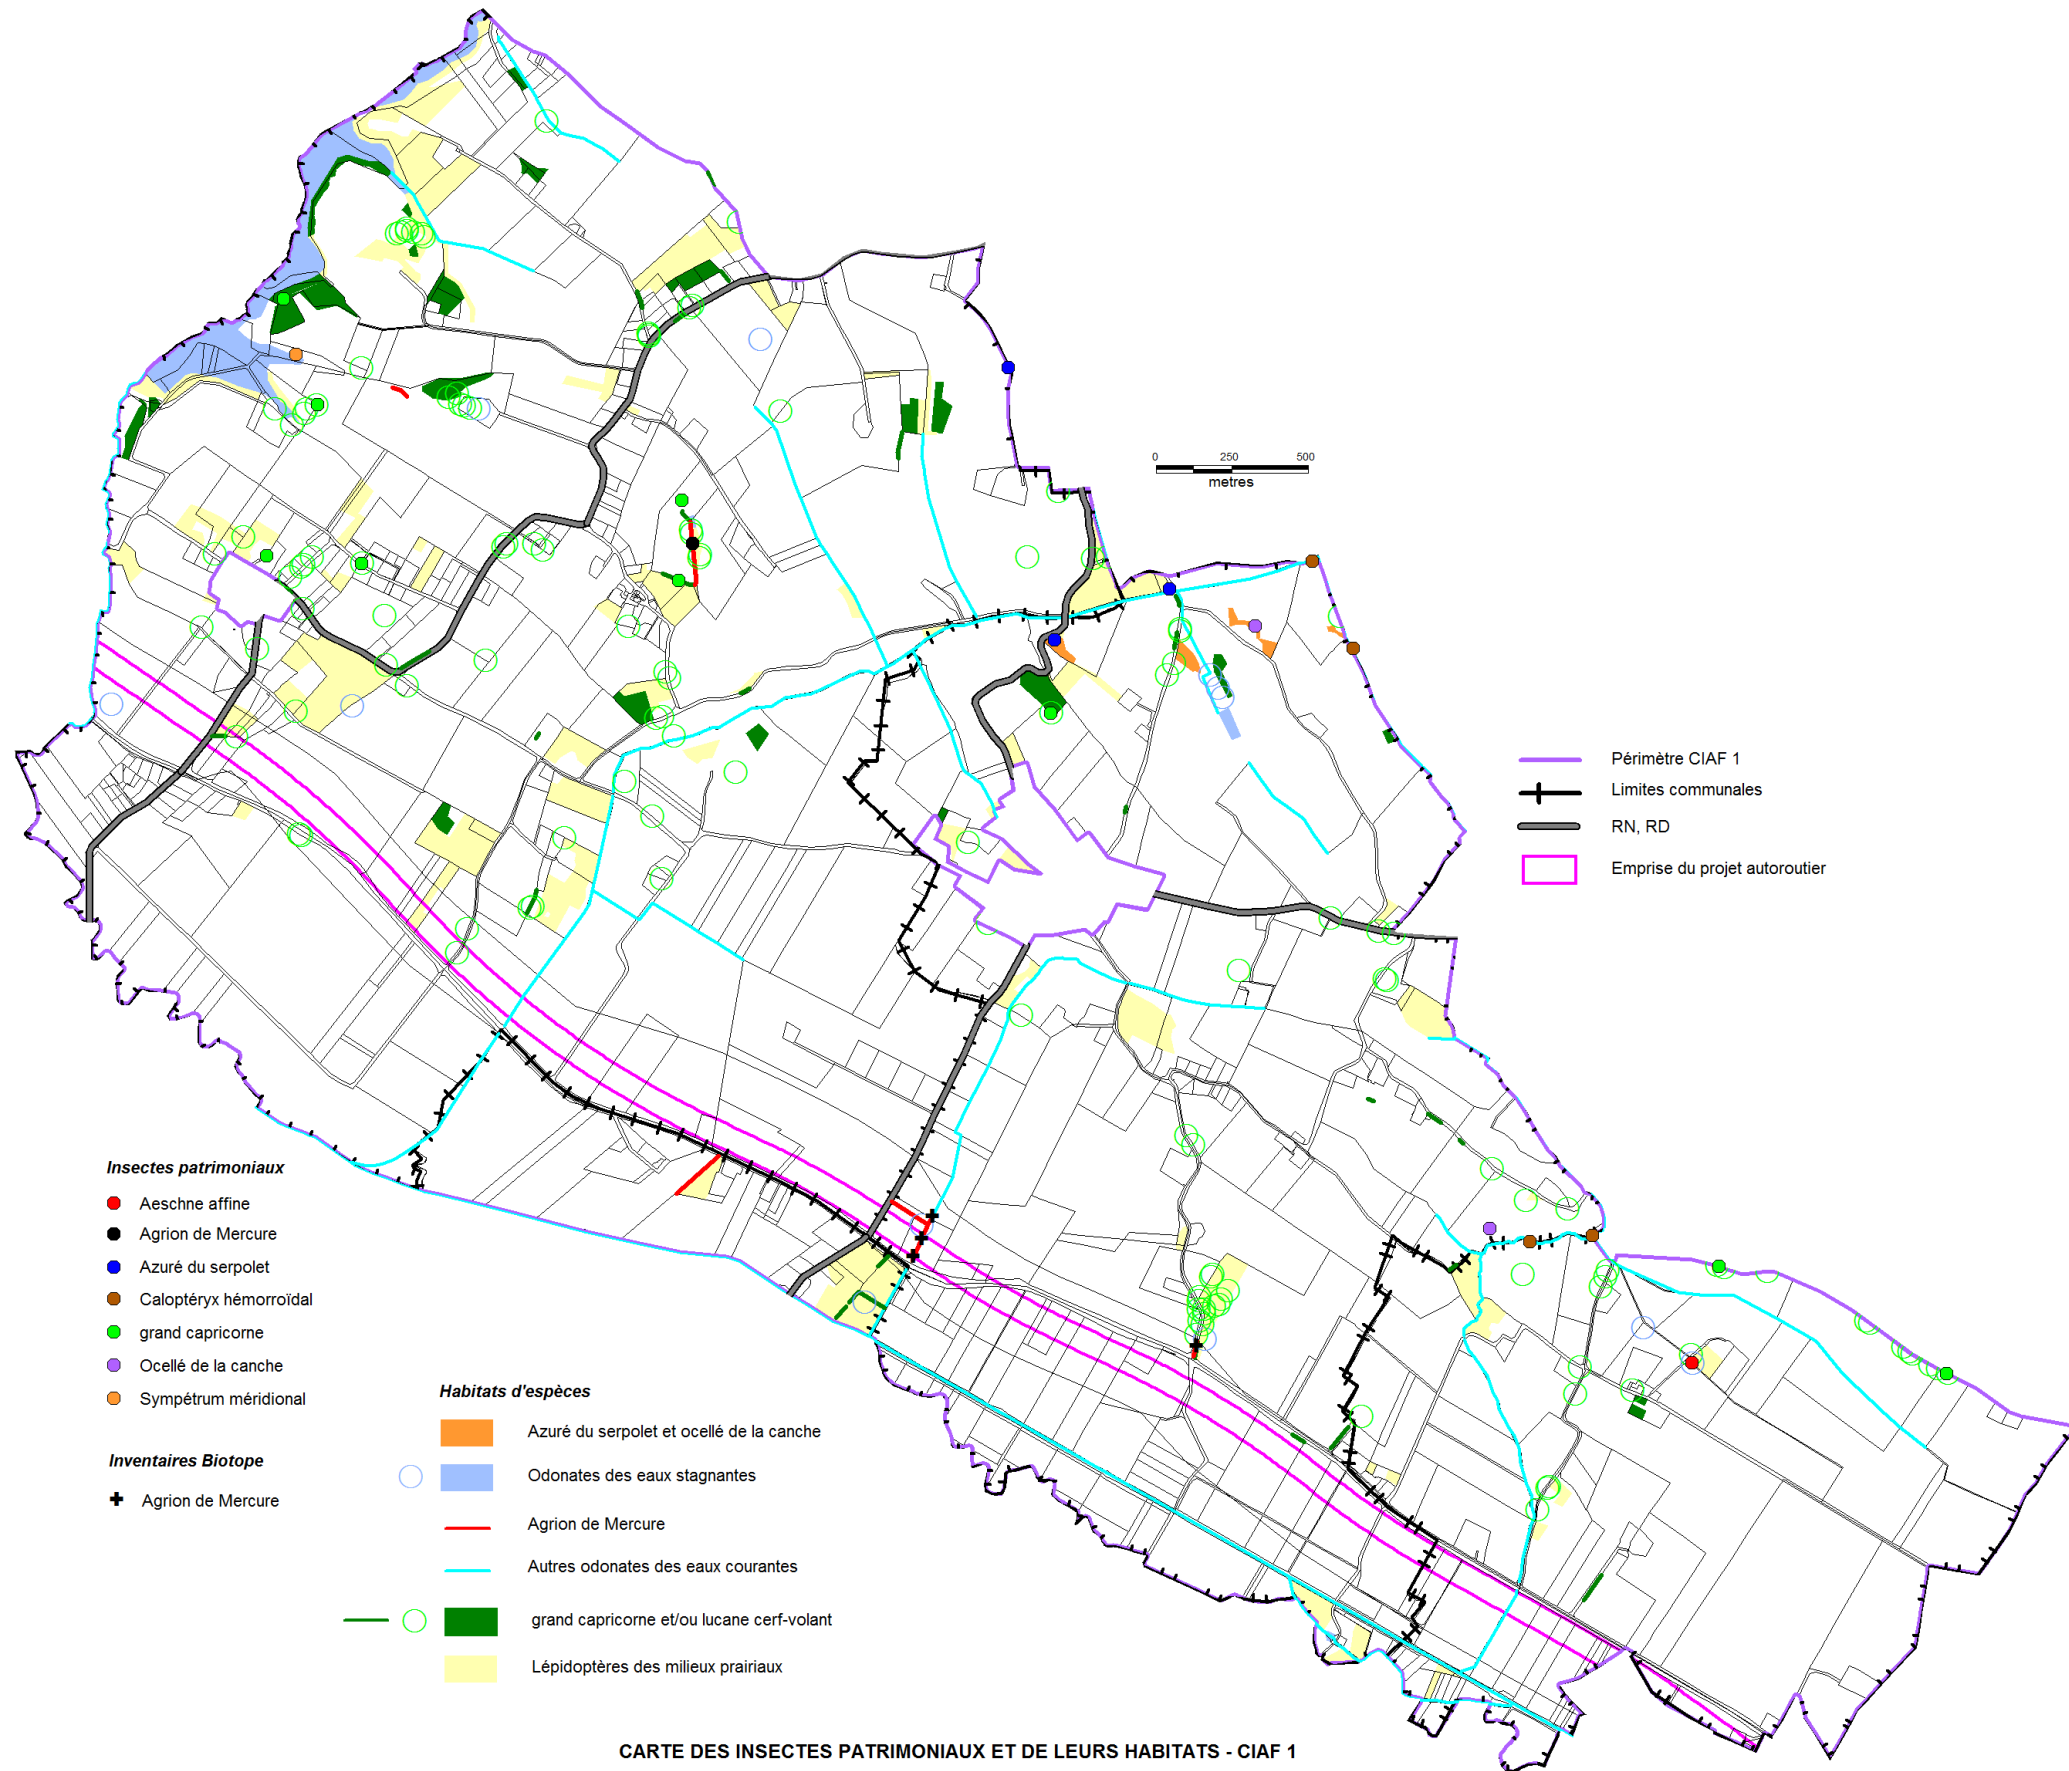 0 250 500
metres
Périmètre CIAF 1
Limites communales
RN, RD
Emprise du projet autoroutier
Insectes patrimoniaux
Aeschne affine
Agrion de Mercure
Azuré du serpolet
Caloptéryx hémorroïdal
grand capricorne
Ocellé de la canche
Sympétrum méridional
Inventaires Biotope
Agrion de Mercure
Habitats d'espèces
Azuré du serpolet et ocellé de la canche
Odonates des eaux stagnantes
Agrion de Mercure
Autres odonates des eaux courantes
grand capricorne et/ou lucane cerf-volant
Lépidoptères des milieux prairiaux
CARTE DES INSECTES PATRIMONIAUX ET DE LEURS HABITATS - CIAF 1